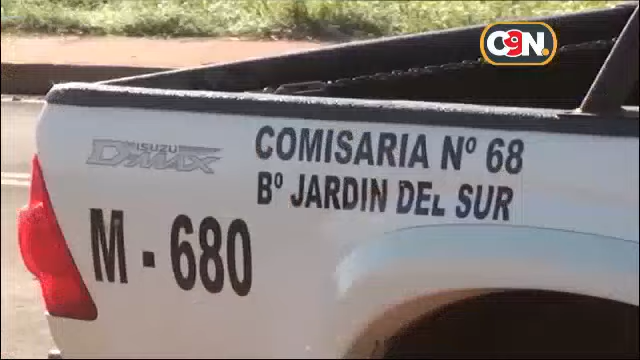 C9N.
ISUZU
D-MAX
COMISARIA Nº 68
Bº JARDIN DEL SUR
M - 680